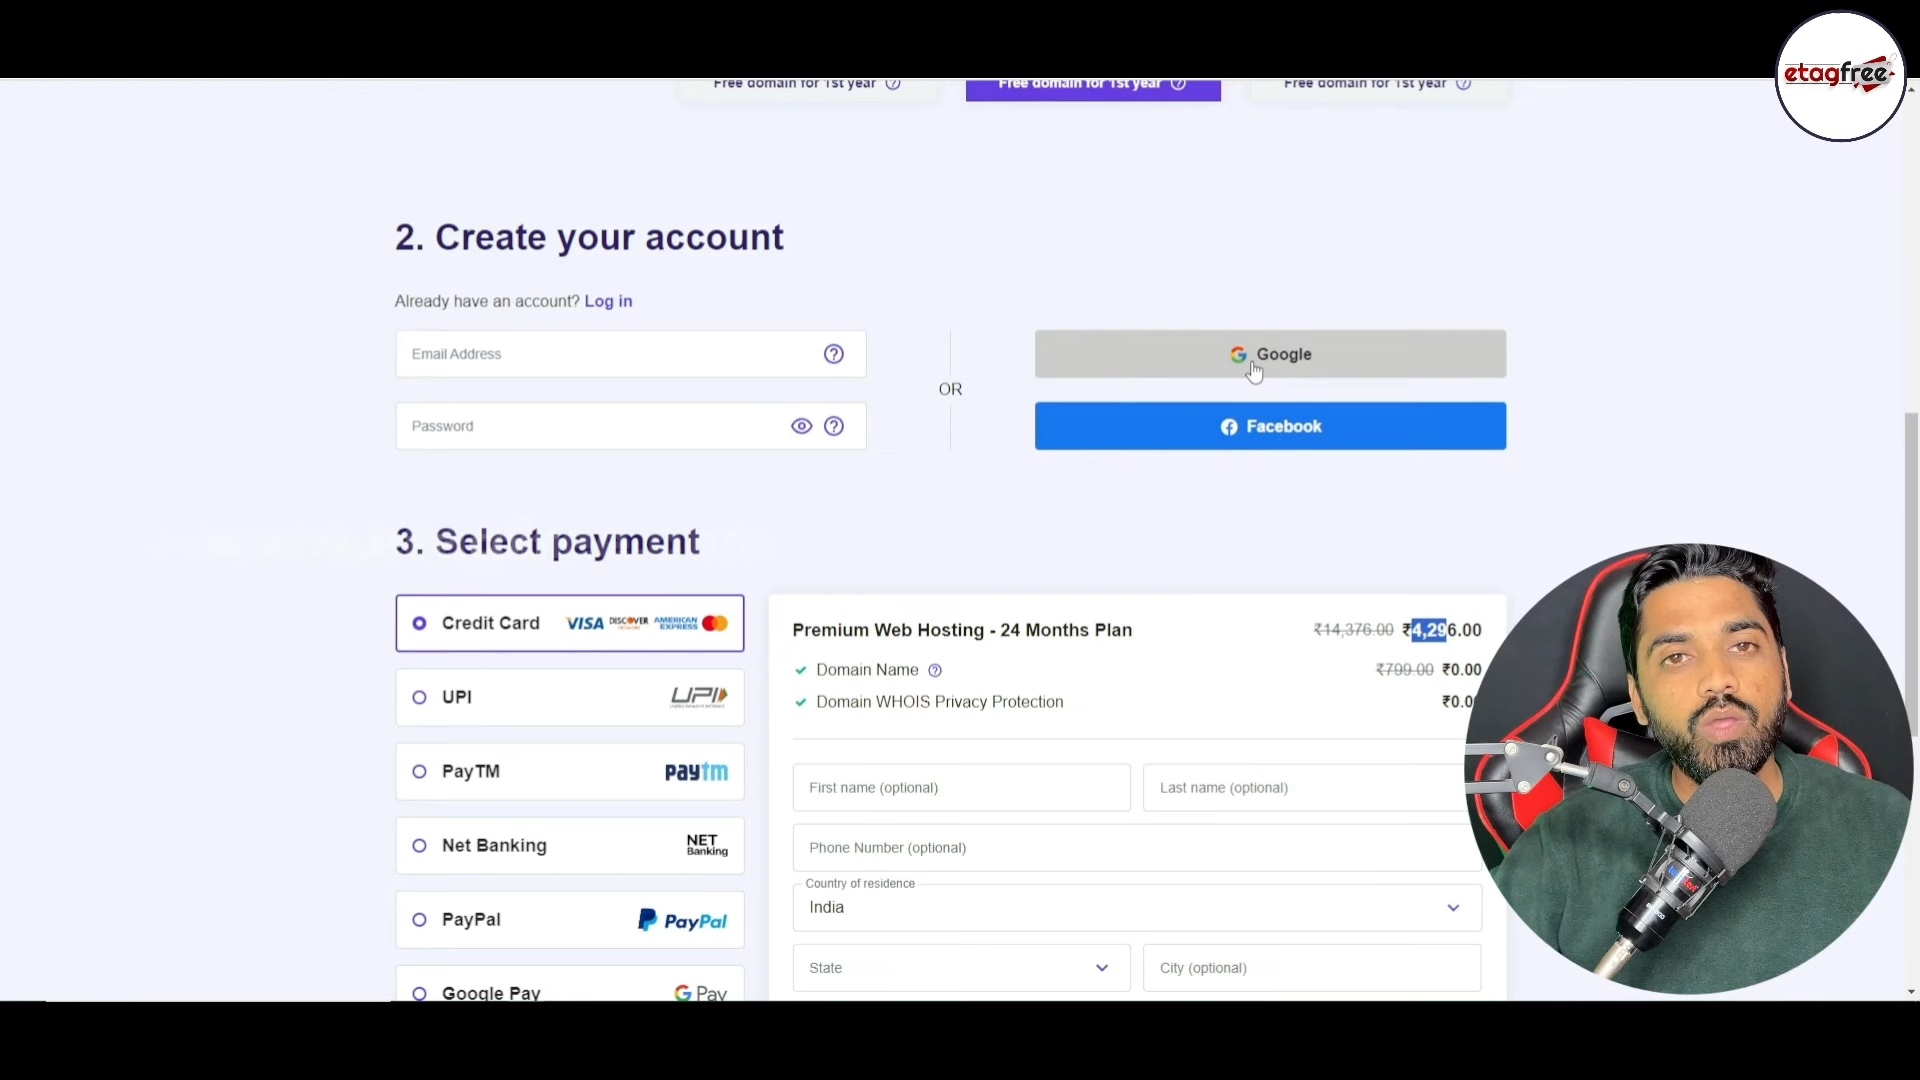 etagfree
Free domain for 1st year
Free domain for 1st year
Free domain for 1st year
2. Create your account
Already have an account? Log in
Email Address
Password
OR
Google
Facebook
3. Select payment
Credit Card VISA DISCOVER AMERICAN EXPRESS
UPI UPI
PayTM paytm
Net Banking NET Banking
PayPal PayPal
Google Pay G Pay
Premium Web Hosting - 24 Months Plan ₹14,376.00 ₹4,296.00
Domain Name ₹799.00 ₹0.00
Domain WHOIS Privacy Protection ₹0.0
First name (optional) Last name (optional)
Phone Number (optional)
Country of residence
India
State City (optional)